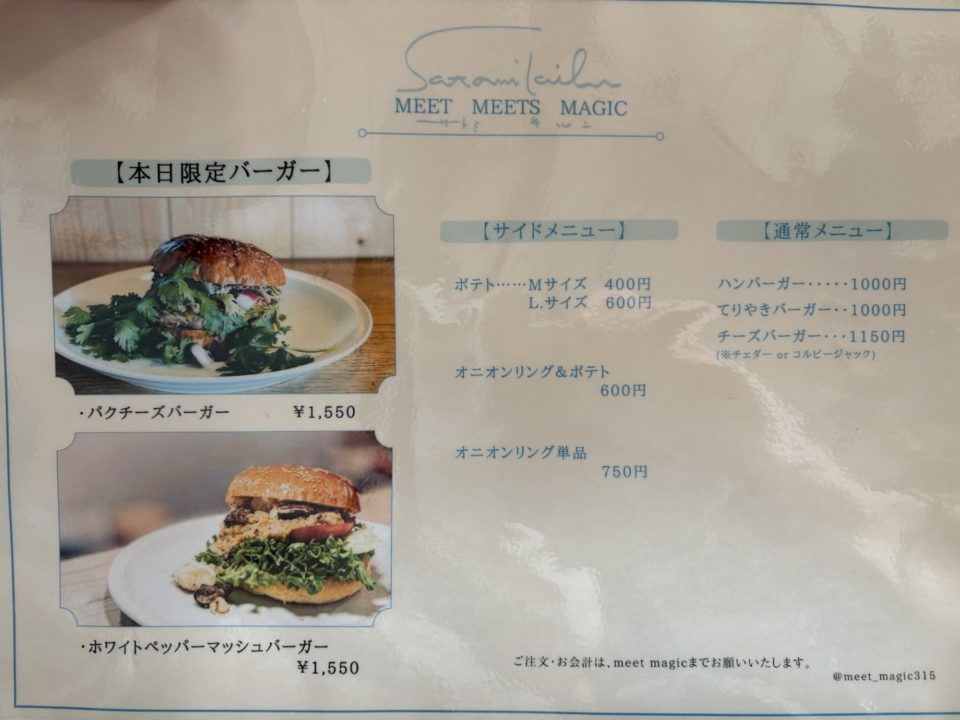 MEET MEETS MAGIC
【本日限定バーガー】
・パクチーズバーガー ¥1,550
・ホワイトペッパーマッシュバーガー
¥1,550
【サイドメニュー】
ポテト……Mサイズ 400円
L.サイズ 600円
オニオンリング&ポテト
600円
オニオンリング単品
750円
【通常メニュー】
ハンバーガー・・・・・1000円
てりやきバーガー・・1000円
チーズバーガー・・・1150円
(※チェダー or コルビージャック)
ご注文・お会計は、meet magicまでお願いいたします。
@meet_magic315